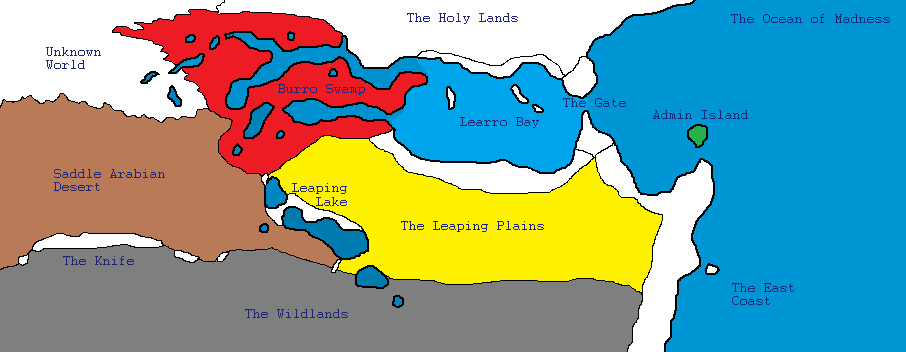 The Holy Lands
The Ocean of Madness
Unknown
World
Burro Swamp
The Gate
Learro Bay
Admin Island
Saddle Arabian
Desert
Leaping
Lake
The Leaping Plains
The Knife
The East
Coast
The Wildlands